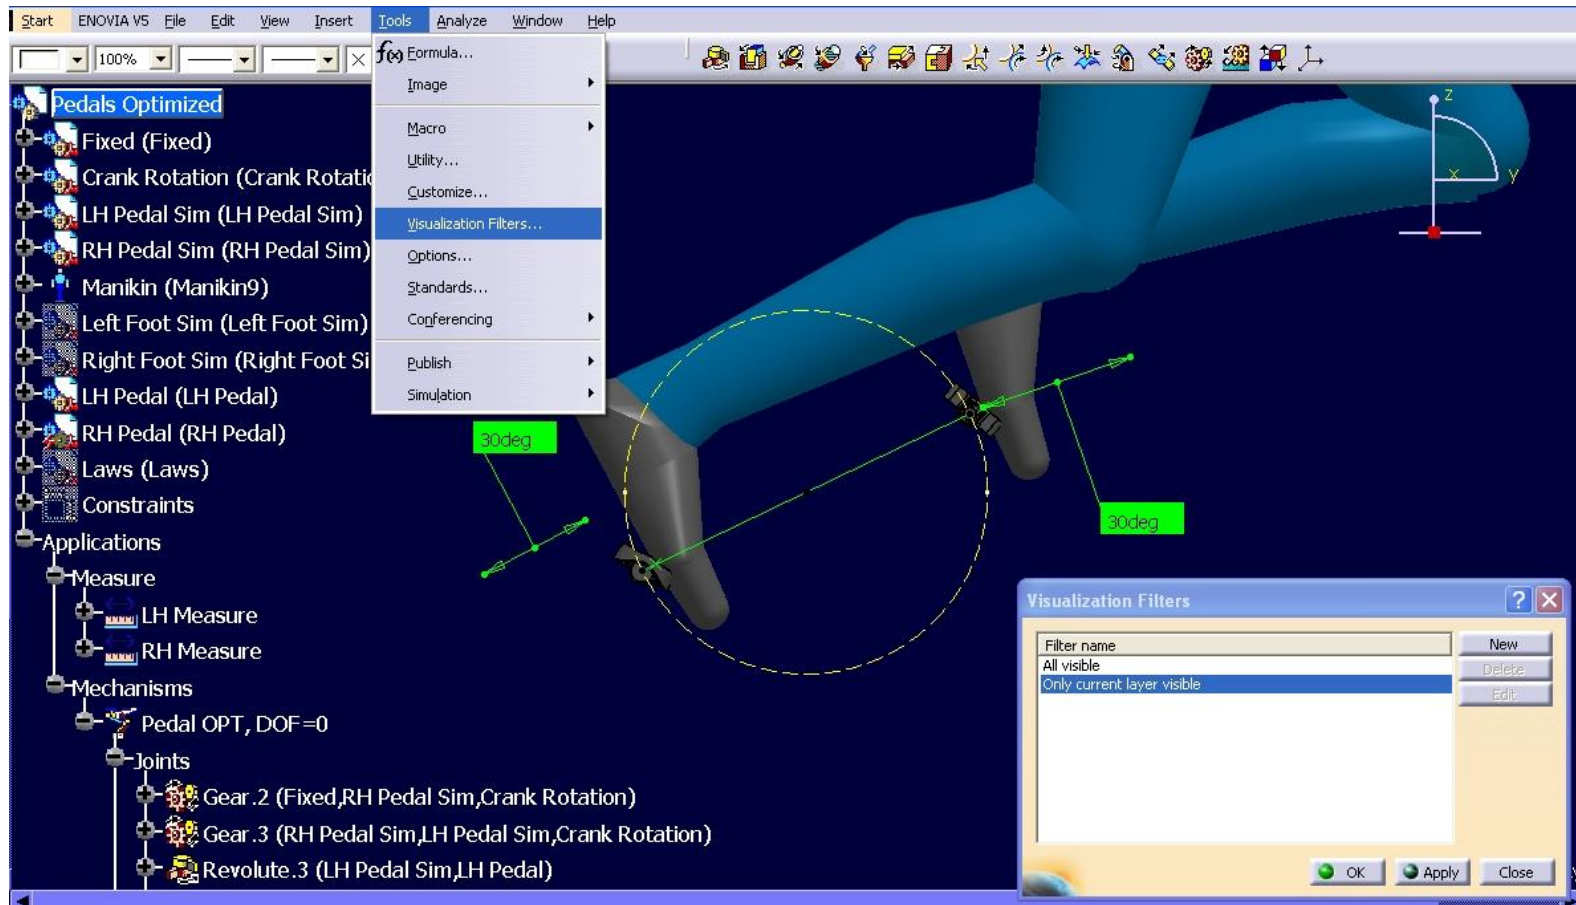 Start ENOVIA V5 File Edit View Insert Tools Analyze Window Help
100%
f(x) Formula...
Image
Macro
Utility...
Customize...
Visualization Filters...
Options...
Standards...
Conferencing
Publish
Simulation
Pedals Optimized
Fixed (Fixed)
Crank Rotation (Crank Rotatio
LH Pedal Sim (LH Pedal Sim)
RH Pedal Sim (RH Pedal Sim)
Manikin (Manikin9)
Left Foot Sim (Left Foot Sim)
Right Foot Sim (Right Foot Si
LH Pedal (LH Pedal)
RH Pedal (RH Pedal)
Laws (Laws)
Constraints
Applications
Measure
LH Measure
RH Measure
Mechanisms
Pedal OPT, DOF=0
Joints
Gear.2 (Fixed,RH Pedal Sim,Crank Rotation)
Gear.3 (RH Pedal Sim,LH Pedal Sim,Crank Rotation)
Revolute.3 (LH Pedal Sim,LH Pedal)
30deg
30deg
z
x
y
Visualization Filters
Filter name
All visible
Only current layer visible
New
Delete
Edit
OK Apply Close